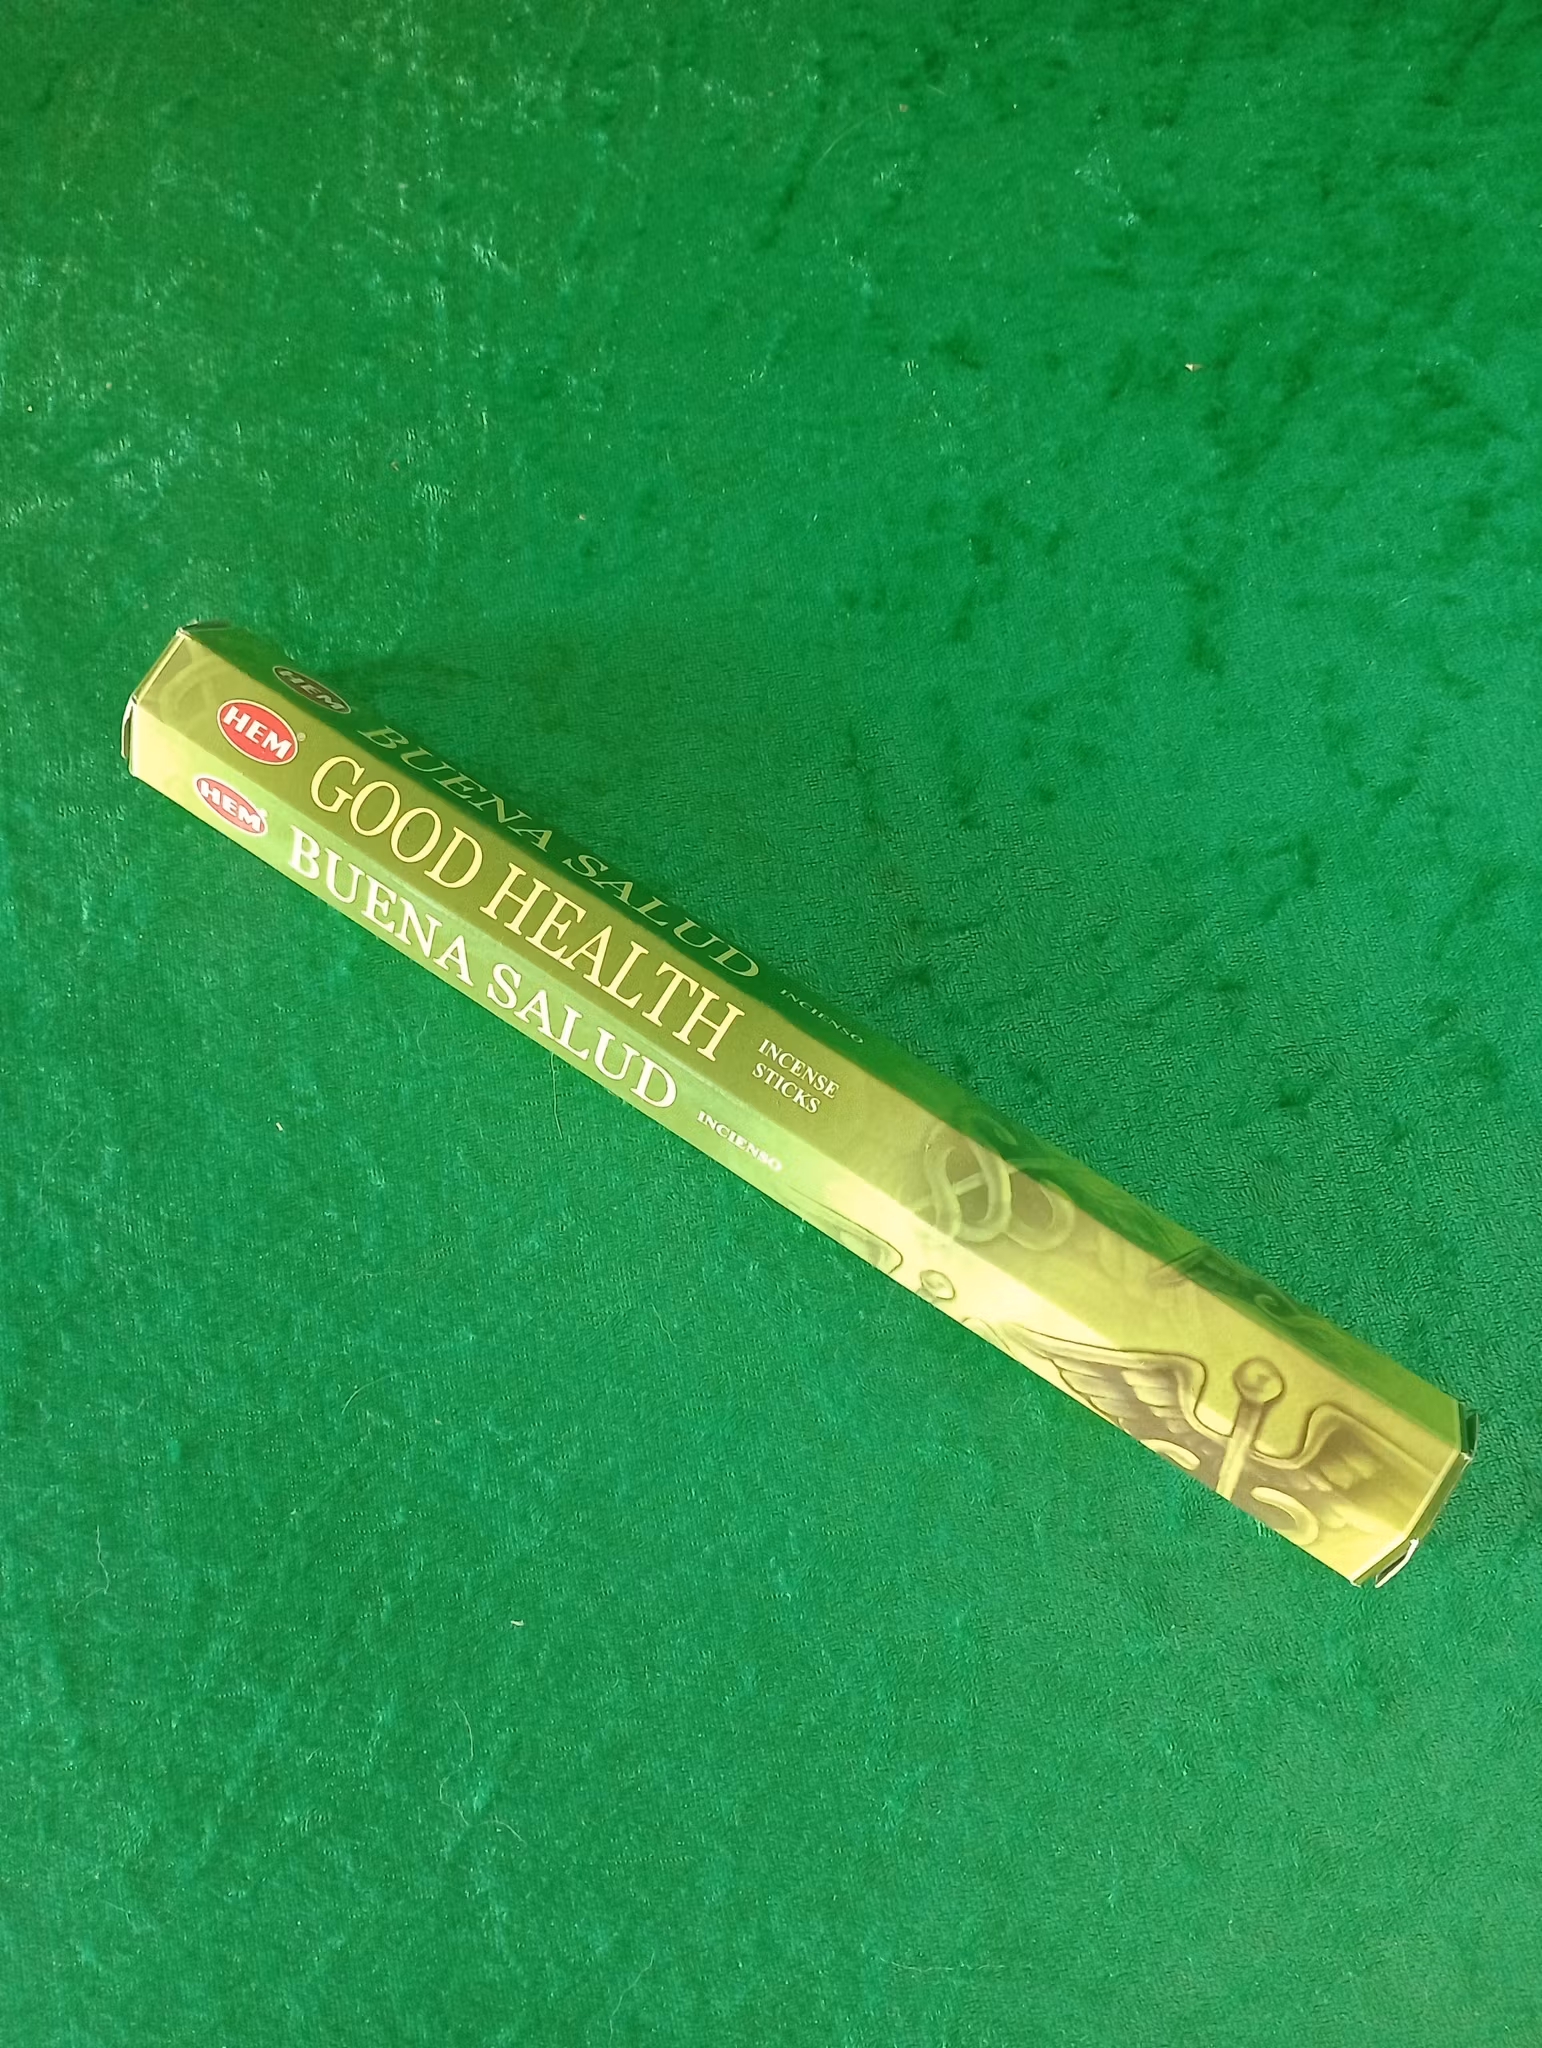 HEM
BUENA SALUD
INCIENSO
HEM®
GOOD HEALTH
INCENSE
STICKS
HEM®
BUENA SALUD
INCIENSO